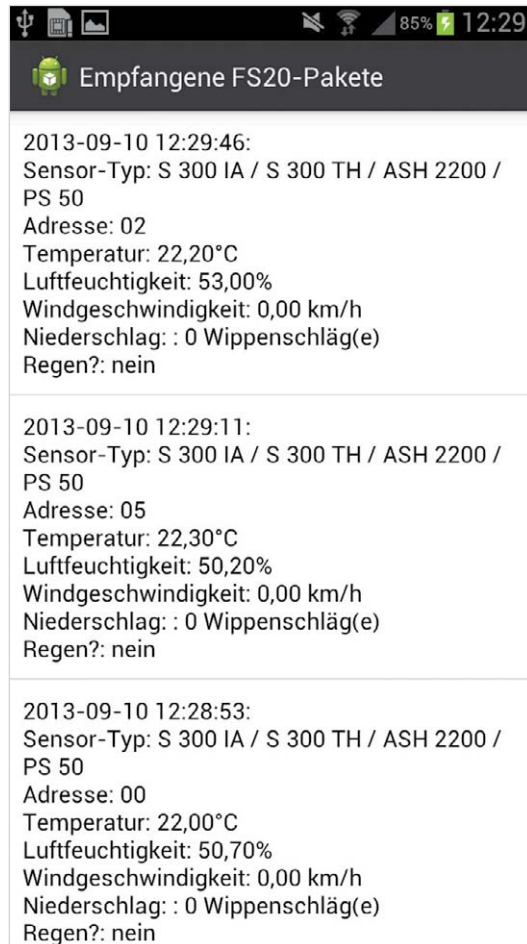 85% 12:29
Empfangene FS20-Pakete
2013-09-10 12:29:46:
Sensor-Typ: S 300 IA / S 300 TH / ASH 2200 /
PS 50
Adresse: 02
Temperatur: 22,20°C
Luftfeuchtigkeit: 53,00%
Windgeschwindigkeit: 0,00 km/h
Niederschlag: : 0 Wippenschläg(e)
Regen?: nein
2013-09-10 12:29:11:
Sensor-Typ: S 300 IA / S 300 TH / ASH 2200 /
PS 50
Adresse: 05
Temperatur: 22,30°C
Luftfeuchtigkeit: 50,20%
Windgeschwindigkeit: 0,00 km/h
Niederschlag: : 0 Wippenschläg(e)
Regen?: nein
2013-09-10 12:28:53:
Sensor-Typ: S 300 IA / S 300 TH / ASH 2200 /
PS 50
Adresse: 00
Temperatur: 22,00°C
Luftfeuchtigkeit: 50,70%
Windgeschwindigkeit: 0,00 km/h
Niederschlag: : 0 Wippenschläg(e)
Regen?: nein